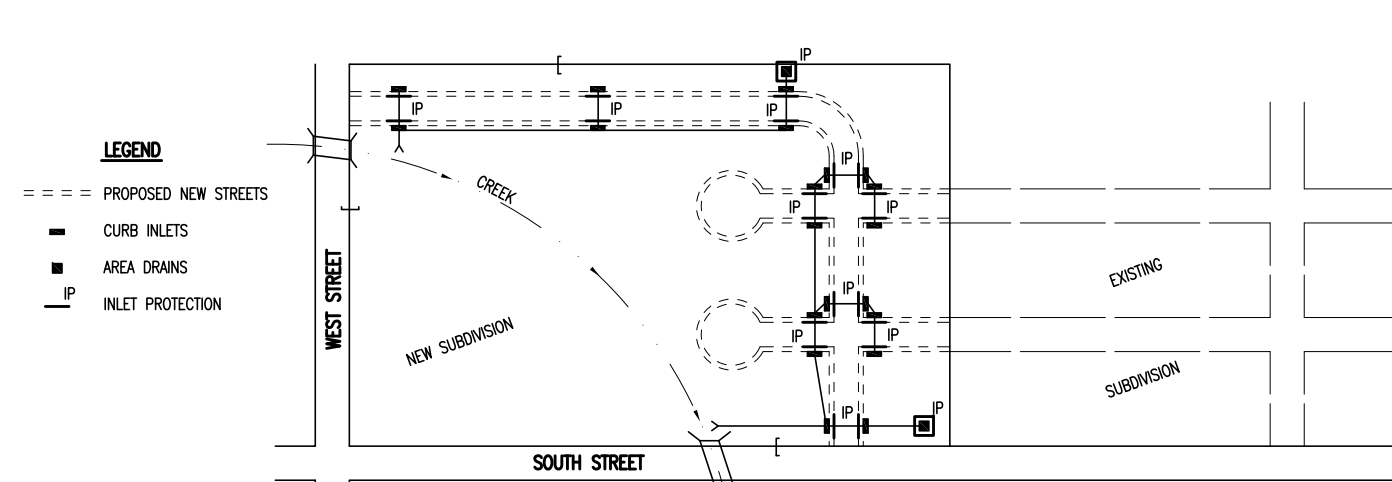 IP
IP
IP
IP
LEGEND
PROPOSED NEW STREETS
CURB INLETS
AREA DRAINS
IP
INLET PROTECTION
CREEK
IP
IP
IP
WEST STREET
NEW SUBDIVISION
IP
IP
IP
EXISTING
SUBDIVISION
IP
IP
SOUTH STREET